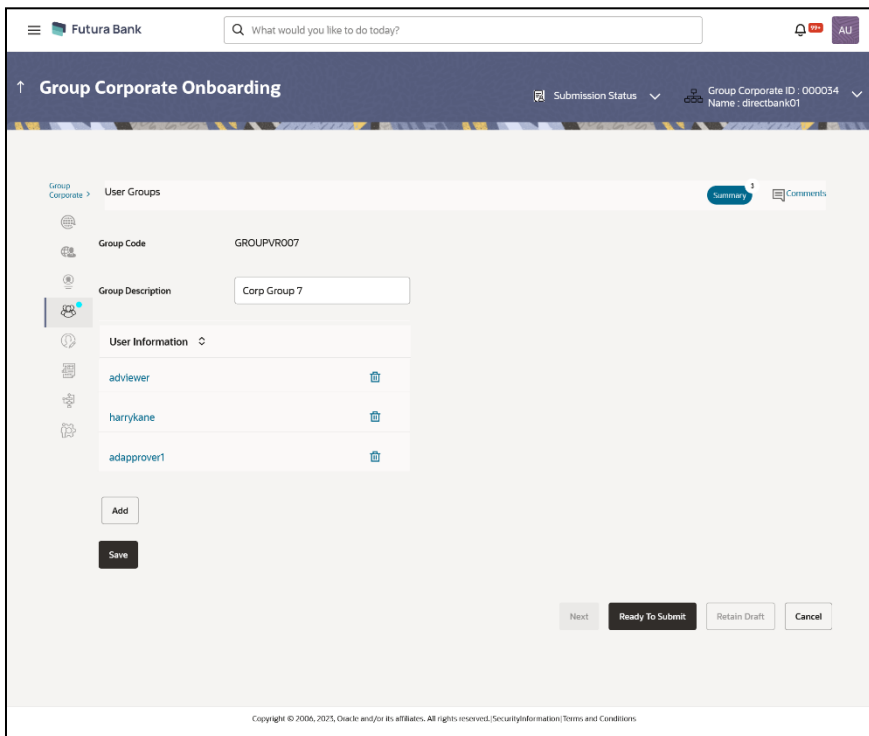 Futura Bank
What would you like to do today?
99+
AU
Group Corporate Onboarding
Submission Status
Group Corporate ID : 000034
Name : directbank01
Group
Corporate >
User Groups
Summary
Comments
Group Code
GROUPVR007
Group Description
Corp Group 7
User Information
adviewer
harrykane
adapprover1
Add
Save
Next
Ready To Submit
Retain Draft
Cancel
Copyright © 2006, 2023, Oracle and/or its affiliates. All rights reserved.|SecurityInformation|Terms and Conditions